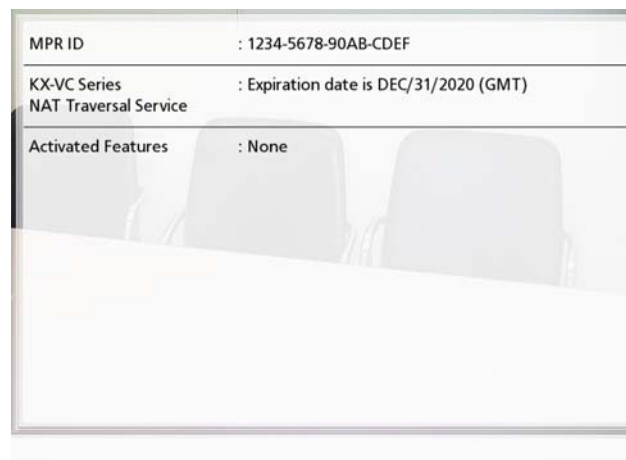 MPR ID : 1234-5678-90AB-CDEF
KX-VC Series : Expiration date is DEC/31/2020 (GMT)
NAT Traversal Service
Activated Features : None